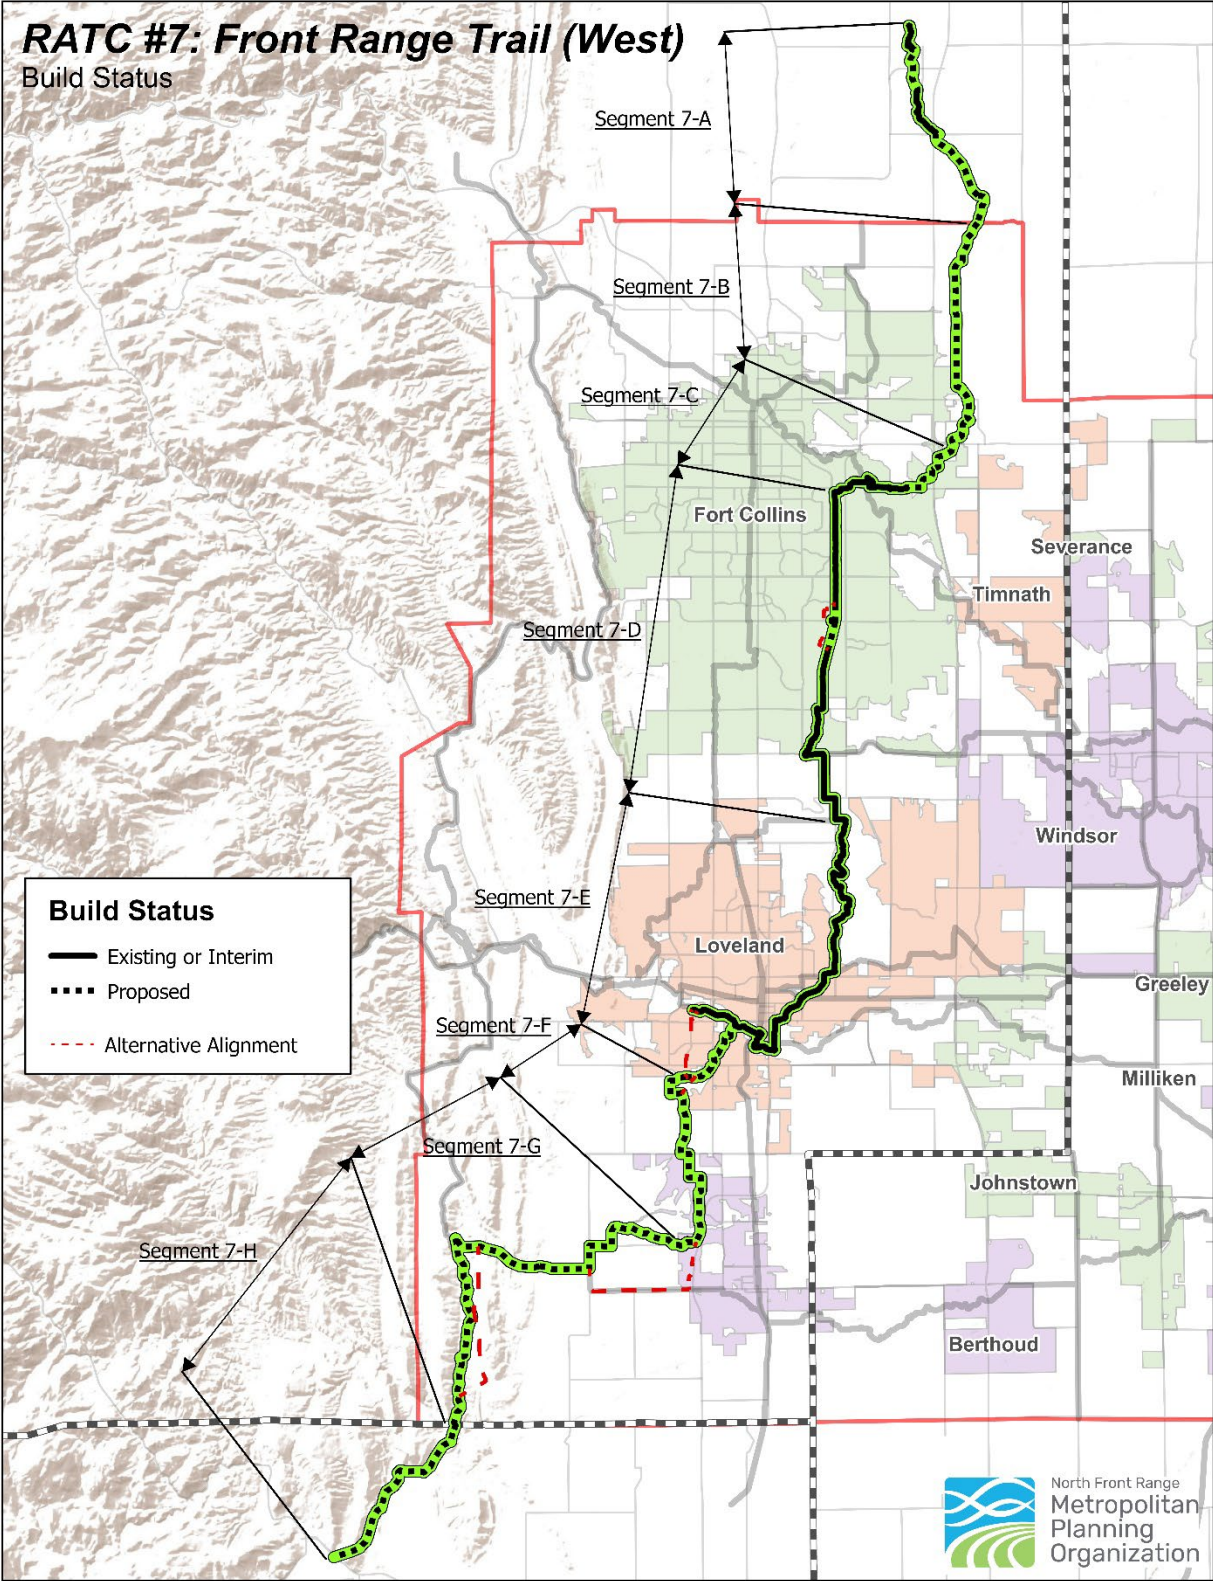 RATC #7: Front Range Trail (West)
Build Status
Segment 7-A
Segment 7-B
Segment 7-C
Fort Collins
Severance
Timnath
Segment 7-D
Windsor
Segment 7-E
Build Status
Existing or Interim
Proposed
Alternative Alignment
Loveland
Greeley
Segment 7-F
Milliken
Segment 7-G
Johnstown
Segment 7-H
Berthoud
North Front Range
Metropolitan
Planning
Organization